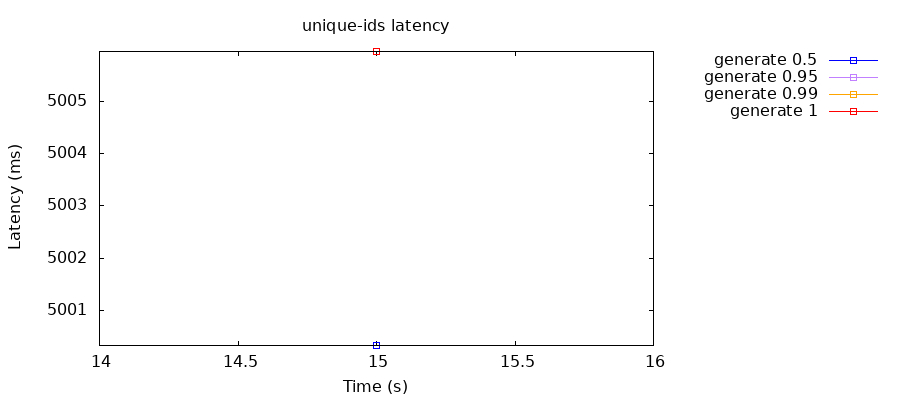 unique-ids latency
generate 0.5
generate 0.95
generate 0.99
generate 1
5005
5004
5003
5002
5001
Latency (ms)
14 14.5 15 15.5 16
Time (s)